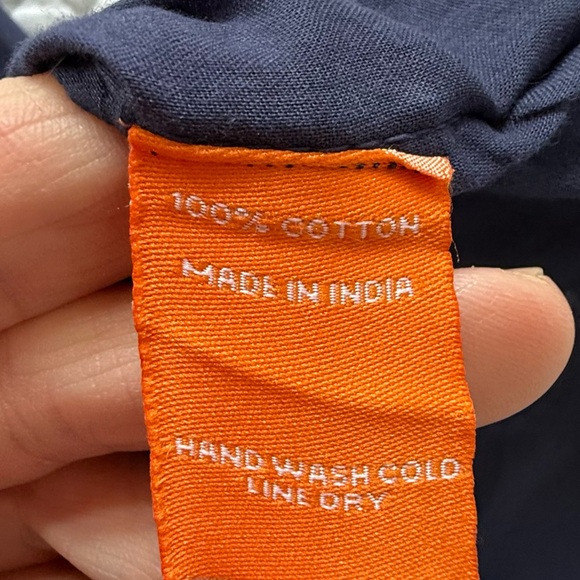 100% COTTON
MADE IN INDIA
HAND WASH COLD
LINE DRY